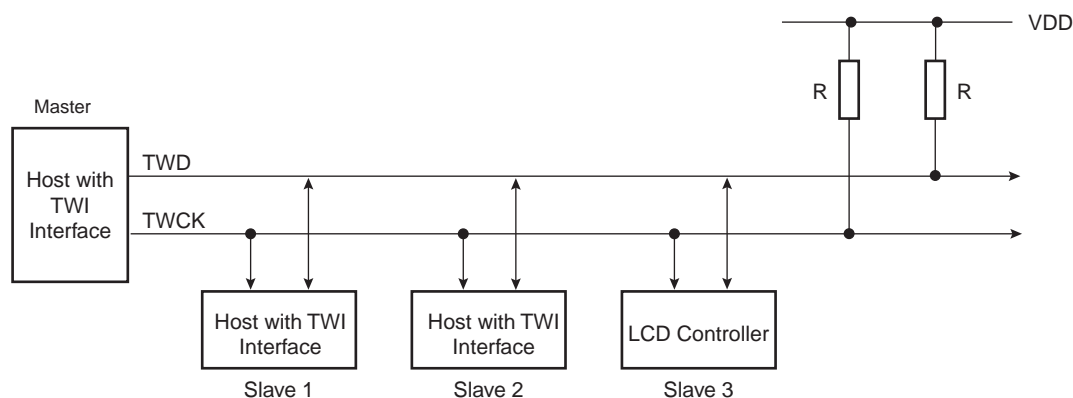 VDD
R
R
Master
Host with
TWI
Interface
TWD
TWCK
Host with TWI
Interface
Slave 1
Host with TWI
Interface
Slave 2
LCD Controller
Slave 3